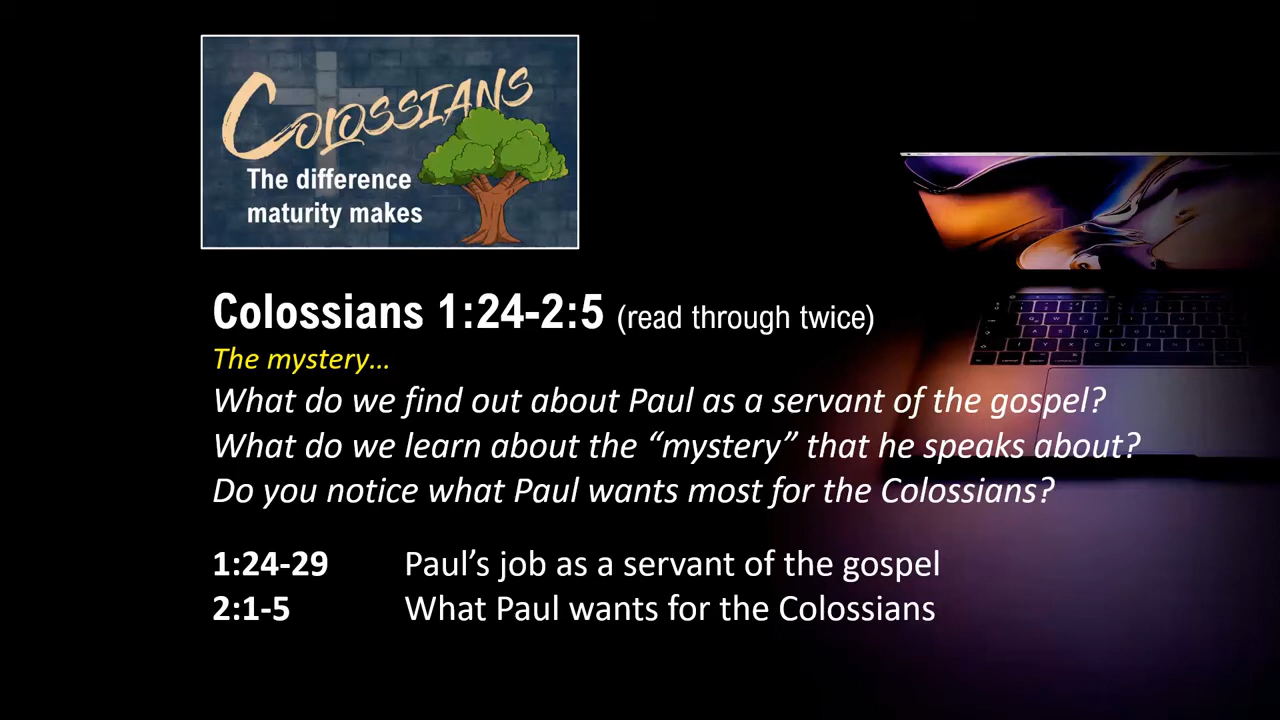 COLOSSIANS
The difference
maturity makes
Colossians 1:24-2:5 (read through twice)
The mystery…
What do we find out about Paul as a servant of the gospel?
What do we learn about the “mystery” that he speaks about?
Do you notice what Paul wants most for the Colossians?
1:24-29 Paul’s job as a servant of the gospel
2:1-5 What Paul wants for the Colossians